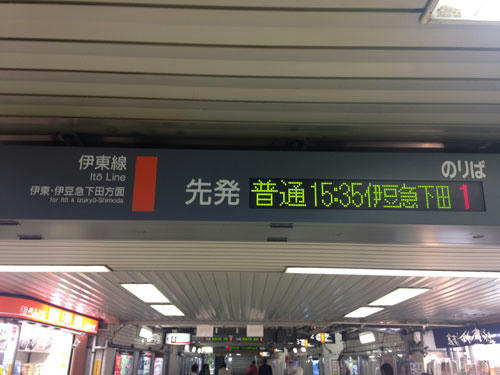 伊東線
Itō Line
伊東・伊豆急下田方面
for Itō & Izukyū-Shimoda
先発 普通 15:35 伊豆急下田 1
のりば